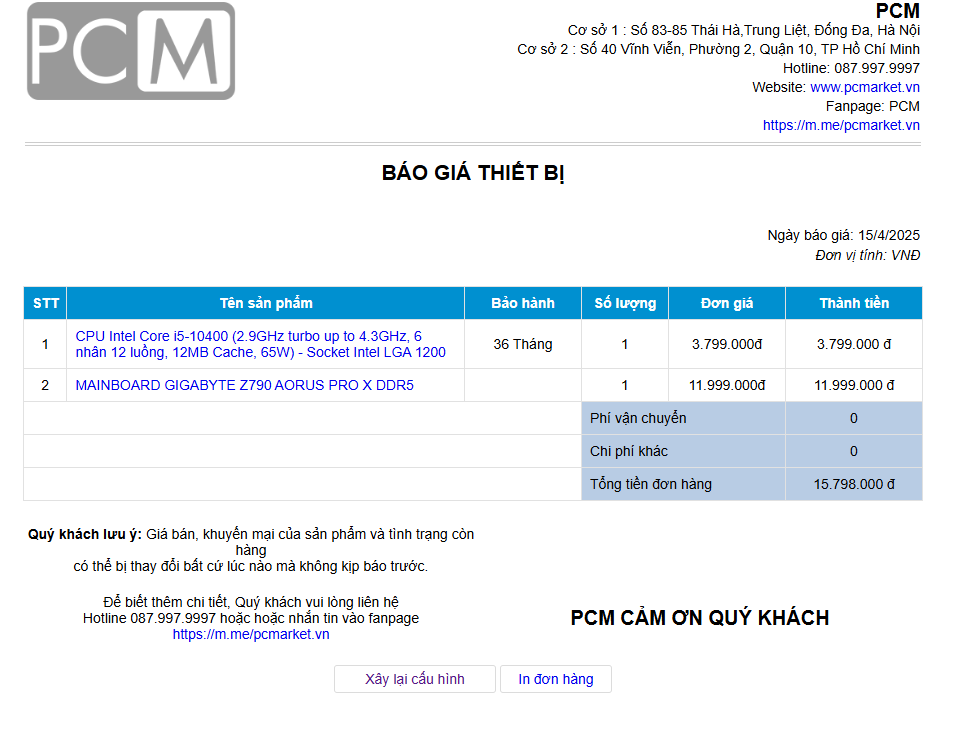 PCM
PCM
Cơ sở 1 : Số 83-85 Thái Hà,Trung Liệt, Đống Đa, Hà Nội
Cơ sở 2 : Số 40 Vĩnh Viễn, Phường 2, Quận 10, TP Hồ Chí Minh
Hotline: 087.997.9997
Website: www.pcmarket.vn
Fanpage: PCM
https://m.me/pcmarket.vn
BÁO GIÁ THIẾT BỊ
Ngày báo giá: 15/4/2025
Đơn vị tính: VNĐ
STT Tên sản phẩm Bảo hành Số lượng Đơn giá Thành tiền
1 CPU Intel Core i5-10400 (2.9GHz turbo up to 4.3GHz, 6 36 Tháng 1 3.799.000đ 3.799.000 đ
nhân 12 luồng, 12MB Cache, 65W) - Socket Intel LGA 1200
2 MAINBOARD GIGABYTE Z790 AORUS PRO X DDR5 1 11.999.000đ 11.999.000 đ
Phí vận chuyển 0
Chi phí khác 0
Tổng tiền đơn hàng 15.798.000 đ
Quý khách lưu ý: Giá bán, khuyến mại của sản phẩm và tình trạng còn
hàng
có thể bị thay đổi bất cứ lúc nào mà không kịp báo trước.
Để biết thêm chi tiết, Quý khách vui lòng liên hệ
Hotline 087.997.9997 hoặc hoặc nhắn tin vào fanpage
https://m.me/pcmarket.vn
PCM CẢM ƠN QUÝ KHÁCH
Xây lại cấu hình In đơn hàng